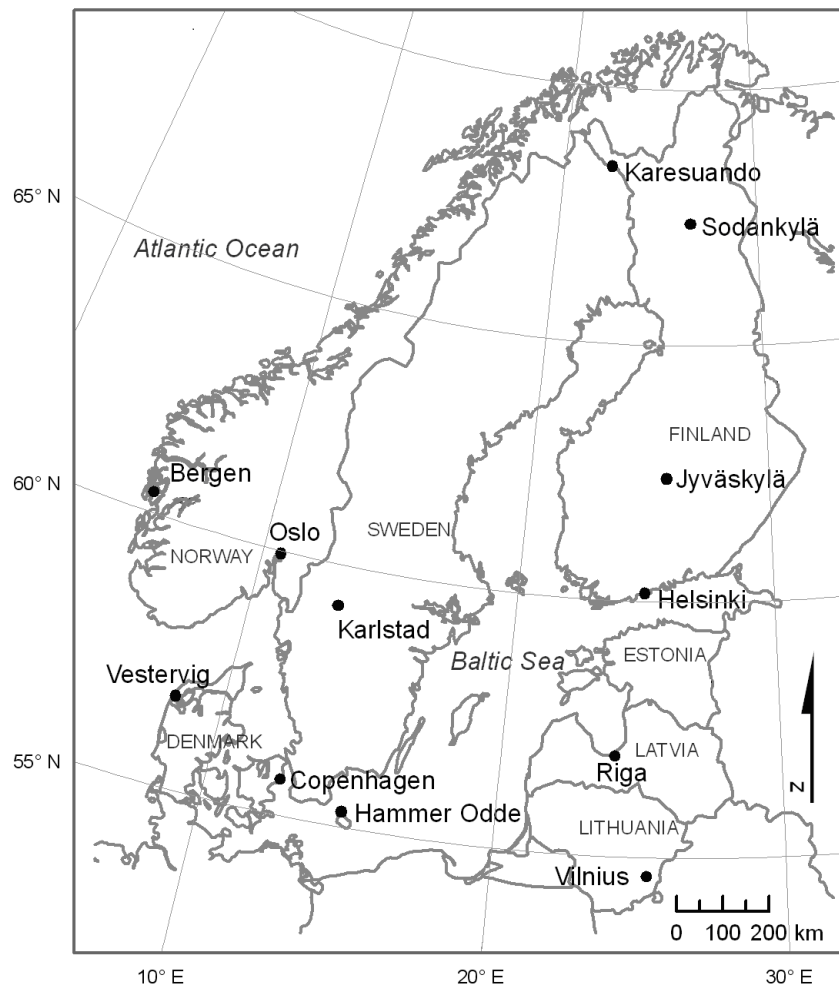 Karesuando
65° N
Sodankylä
Atlantic Ocean
FINLAND
Bergen
Jyväskylä
60° N
Oslo
SWEDEN
NORWAY
Helsinki
Karlstad
Baltic Sea
ESTONIA
Vestervig
DENMARK
LATVIA
55° N
Riga
Copenhagen
N
Hammer Odde
LITHUANIA
Vilnius
0 100 200 km
10° E
20° E
30° E